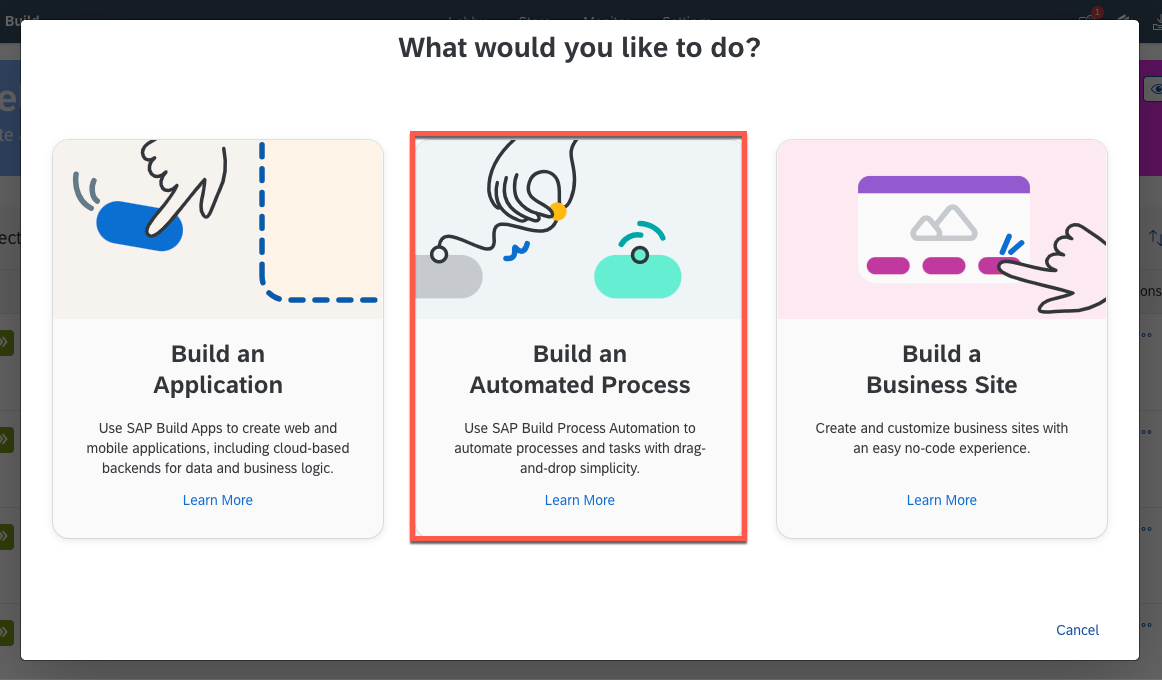 Build
1
What would you like to do?
Build an
Application
Use SAP Build Apps to create web and
mobile applications, including cloud-based
backends for data and business logic.
Learn More
Build an
Automated Process
Use SAP Build Process Automation to
automate processes and tasks with drag-
and-drop simplicity.
Learn More
Build a
Business Site
Create and customize business sites with
an easy no-code experience.
Learn More
Cancel